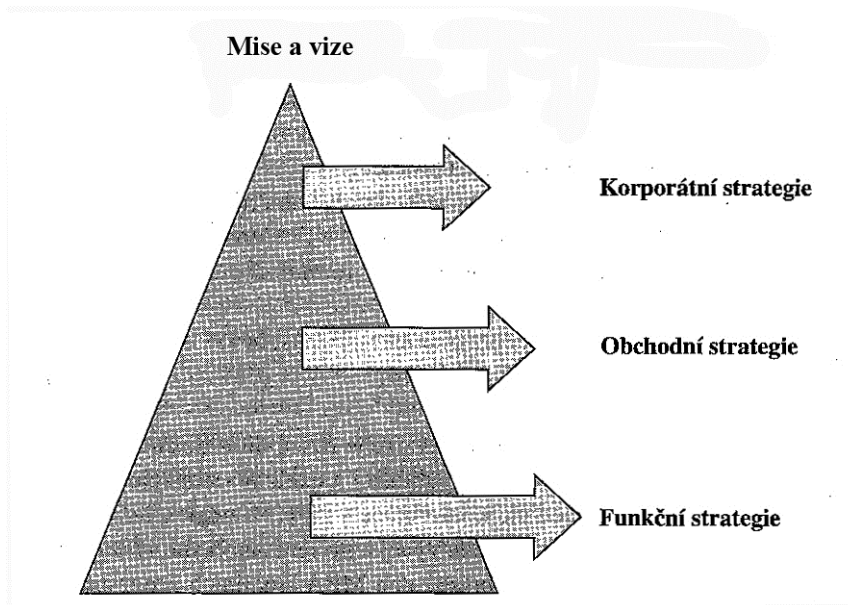 Mise a vize
Korporátní strategie
Obchodní strategie
Funkční strategie